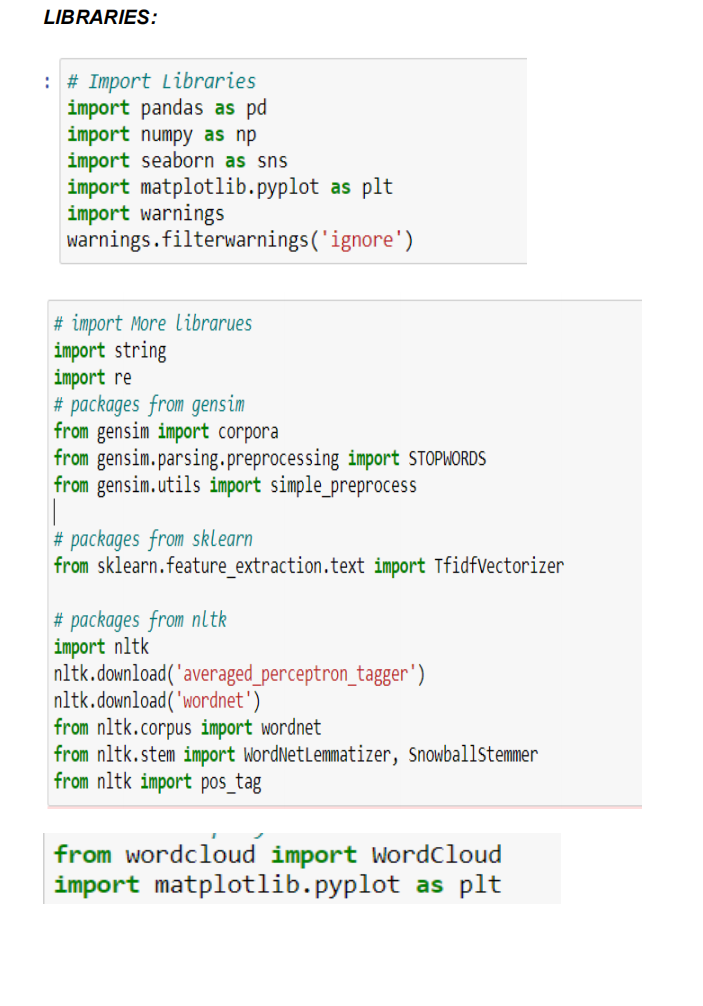 LIBRARIES:
: # Import Libraries
import pandas as pd
import numpy as np
import seaborn as sns
import matplotlib.pyplot as plt
import warnings
warnings.filterwarnings('ignore')
# import More librarues
import string
import re
# packages from gensim
from gensim import corpora
from gensim.parsing.preprocessing import STOPWORDS
from gensim.utils import simple_preprocess
# packages from sklearn
from sklearn.feature_extraction.text import TfidfVectorizer
# packages from nltk
import nltk
nltk.download('averaged_perceptron_tagger')
nltk.download('wordnet')
from nltk.corpus import wordnet
from nltk.stem import WordNetLemmatizer, SnowballStemmer
from nltk import pos_tag
from wordcloud import WordCloud
import matplotlib.pyplot as plt